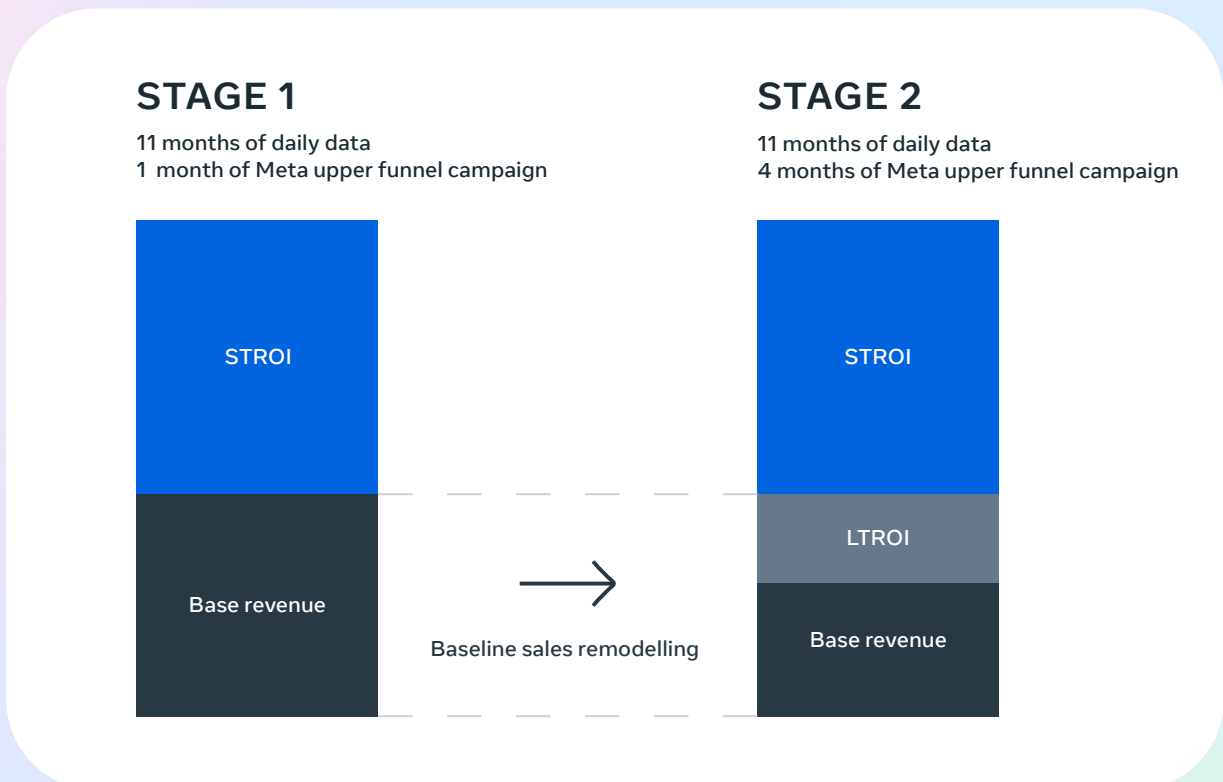 STAGE 1
11 months of daily data
1 month of Meta upper funnel campaign
STROI
Base revenue
Baseline sales remodelling
STAGE 2
11 months of daily data
4 months of Meta upper funnel campaign
STROI
LTROI
Base revenue